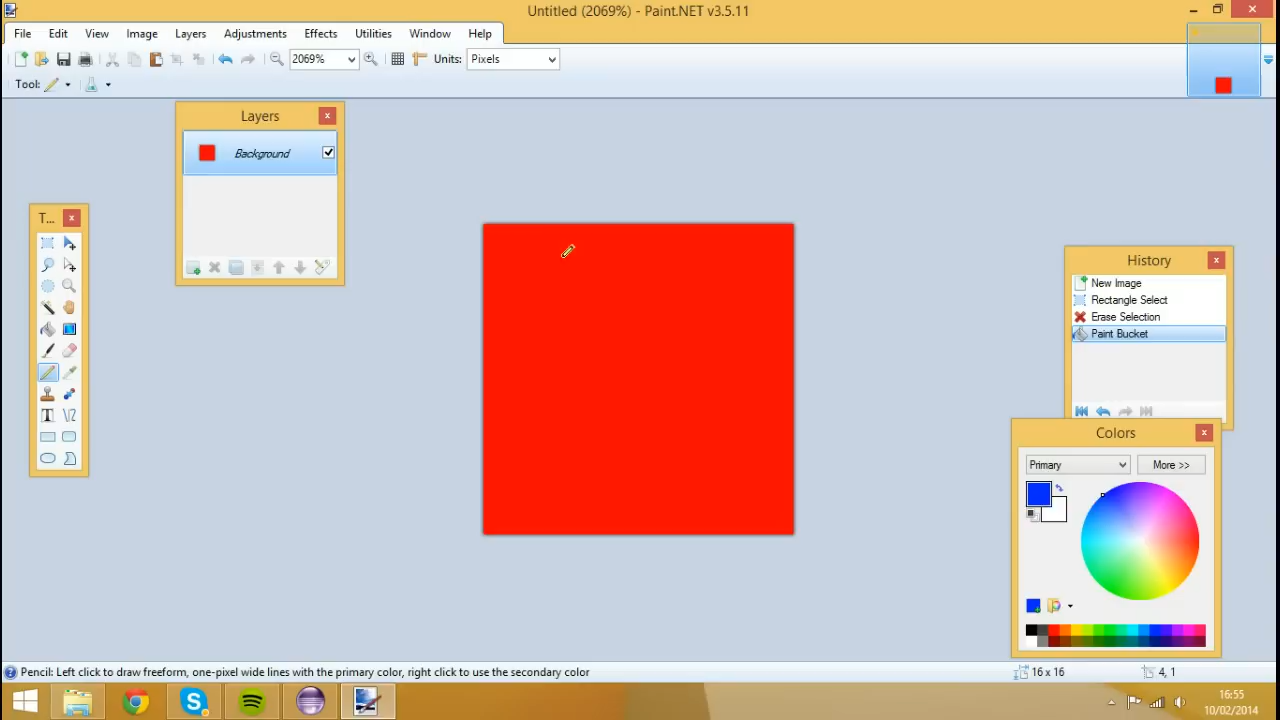 Untitled (2069%) - Paint.NET v3.5.11
File Edit View Image Layers Adjustments Effects Utilities Window Help
2069% Units: Pixels
Tool:
Layers
Background
T...
History
New Image
Rectangle Select
Erase Selection
Paint Bucket
Colors
Primary More >>
Pencil: Left click to draw freeform, one-pixel wide lines with the primary color, right click to use the secondary color
16 x 16 4, 1
16:55
10/02/2014